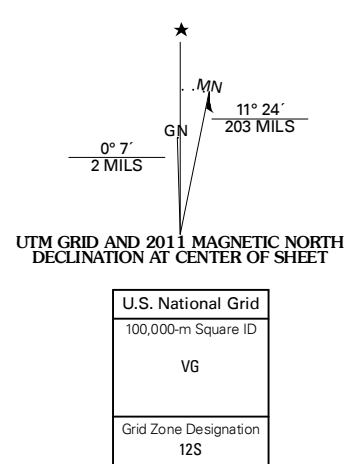 ★
MN
GN
11° 24´
203 MILS
0° 7´
2 MILS
UTM GRID AND 2011 MAGNETIC NORTH
DECLINATION AT CENTER OF SHEET
U.S. National Grid
100,000-m Square ID
VG
Grid Zone Designation
12S